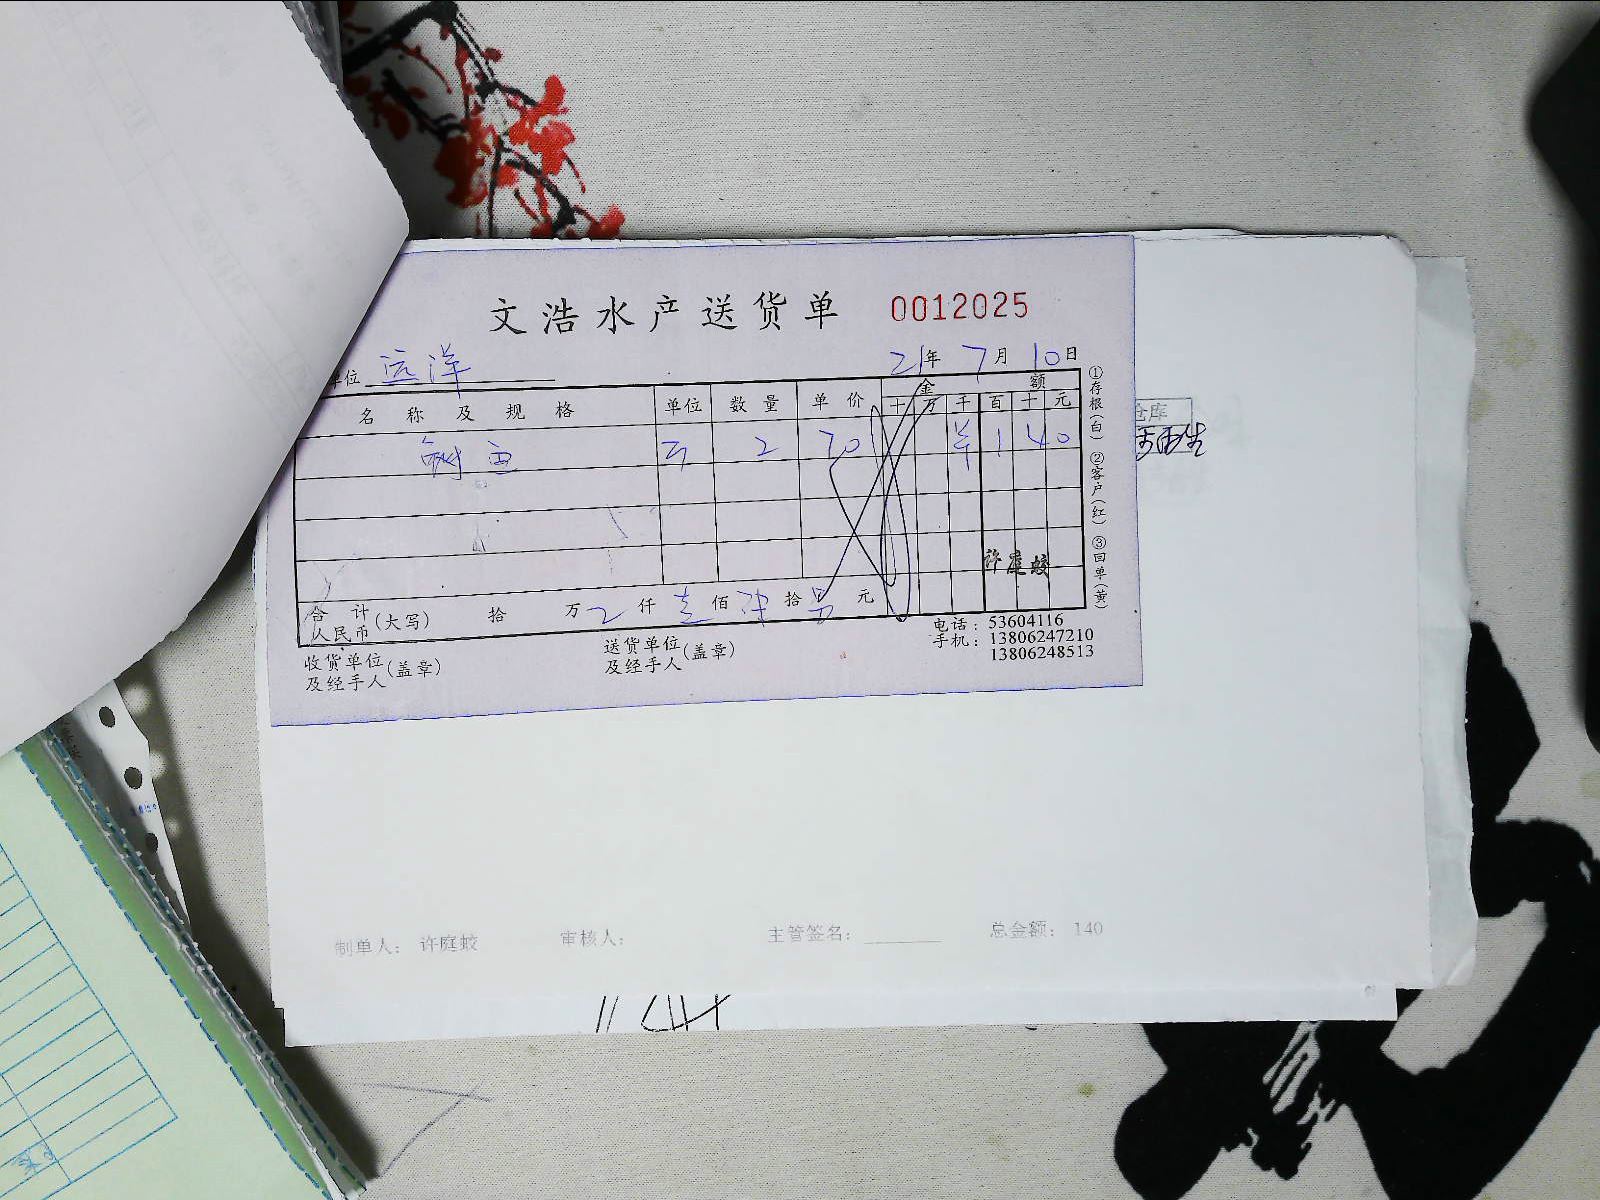 文浩水产送货单 0012025
单位 远洋 21年 7月 10日
名称及规格 单位 数量 单价 金额
十 万 千 百 十 元
鱼 2 70 ¥ 1 4 0
许庭蛟
合计人民币(大写) 拾 万 仟 壹 佰 肆 拾 元
收货单位及经手人(盖章)
送货单位及经手人(盖章)
电话：53604116
手机：13806247210
13806248513
①存根(白) ②客户(红) ③回单(黄)
仓库
制单人： 许庭蛟 审核人： 主管签名： 总金额： 140